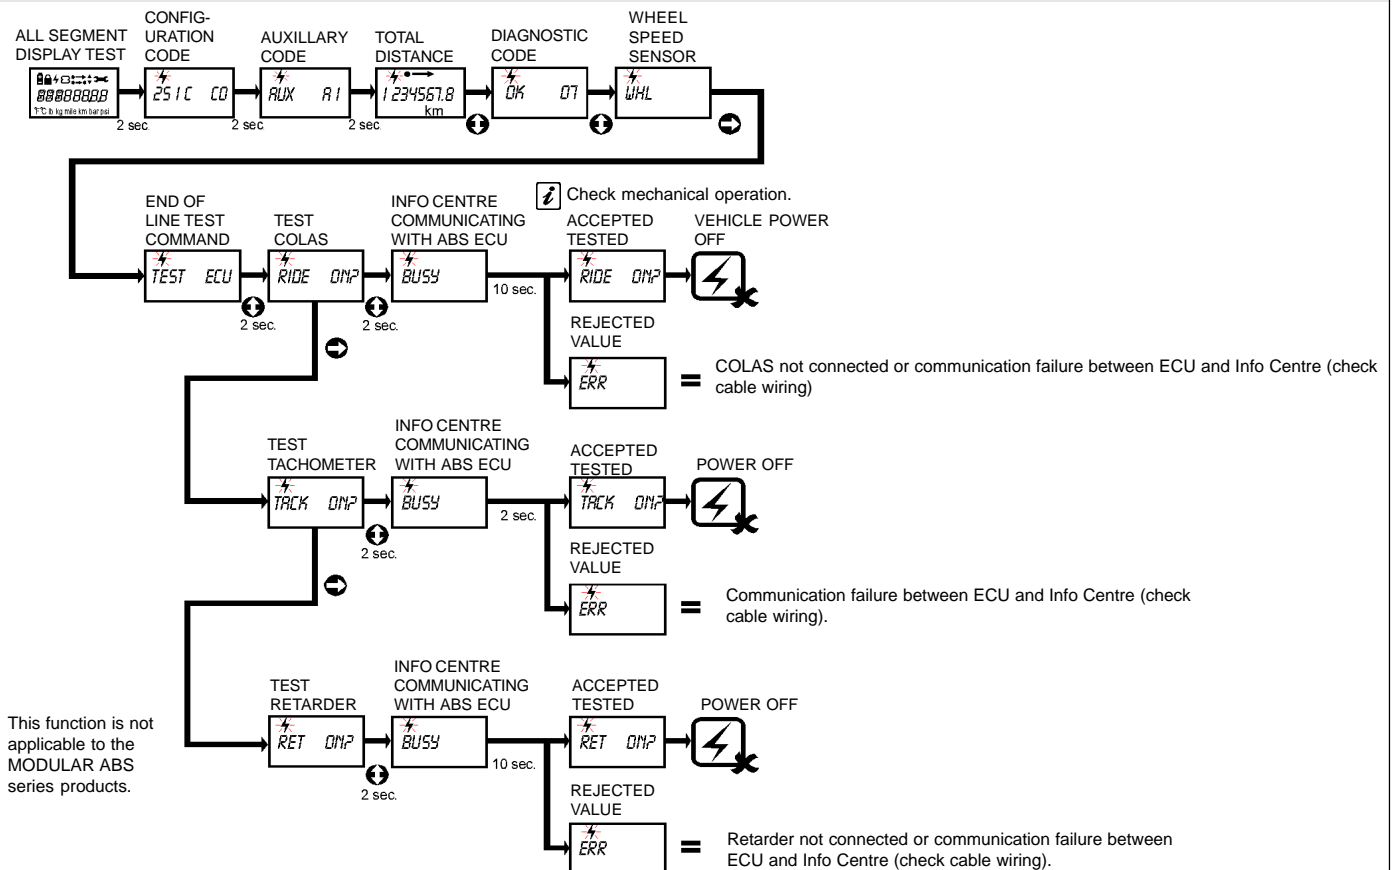 ALL SEGMENT
DISPLAY TEST
88888888
°F°C lb kg mile km bar psi
2 sec.
CONFIG-
URATION
CODE
2S1C C0
2 sec.
AUXILLARY
CODE
AUX A1
2 sec.
TOTAL
DISTANCE
1234567.8
km
DIAGNOSTIC
CODE
OK 07
WHEEL
SPEED
SENSOR
WHL
END OF
LINE TEST
COMMAND
TEST ECU
2 sec.
TEST
COLAS
RIDE ON?
2 sec.
INFO CENTRE
COMMUNICATING
WITH ABS ECU
BUSY
10 sec.
i Check mechanical operation.
ACCEPTED
TESTED
RIDE ON?
VEHICLE POWER
OFF
REJECTED
VALUE
ERR
= COLAS not connected or communication failure between ECU and Info Centre (check
cable wiring)
TEST
TACHOMETER
TACK ON?
2 sec.
INFO CENTRE
COMMUNICATING
WITH ABS ECU
BUSY
2 sec.
ACCEPTED
TESTED
TACK ON?
POWER OFF
REJECTED
VALUE
ERR
= Communication failure between ECU and Info Centre (check
cable wiring).
This function is not
applicable to the
MODULAR ABS
series products.
TEST
RETARDER
RET ON?
2 sec.
INFO CENTRE
COMMUNICATING
WITH ABS ECU
BUSY
10 sec.
ACCEPTED
TESTED
RET ON?
POWER OFF
REJECTED
VALUE
ERR
= Retarder not connected or communication failure between
ECU and Info Centre (check cable wiring).